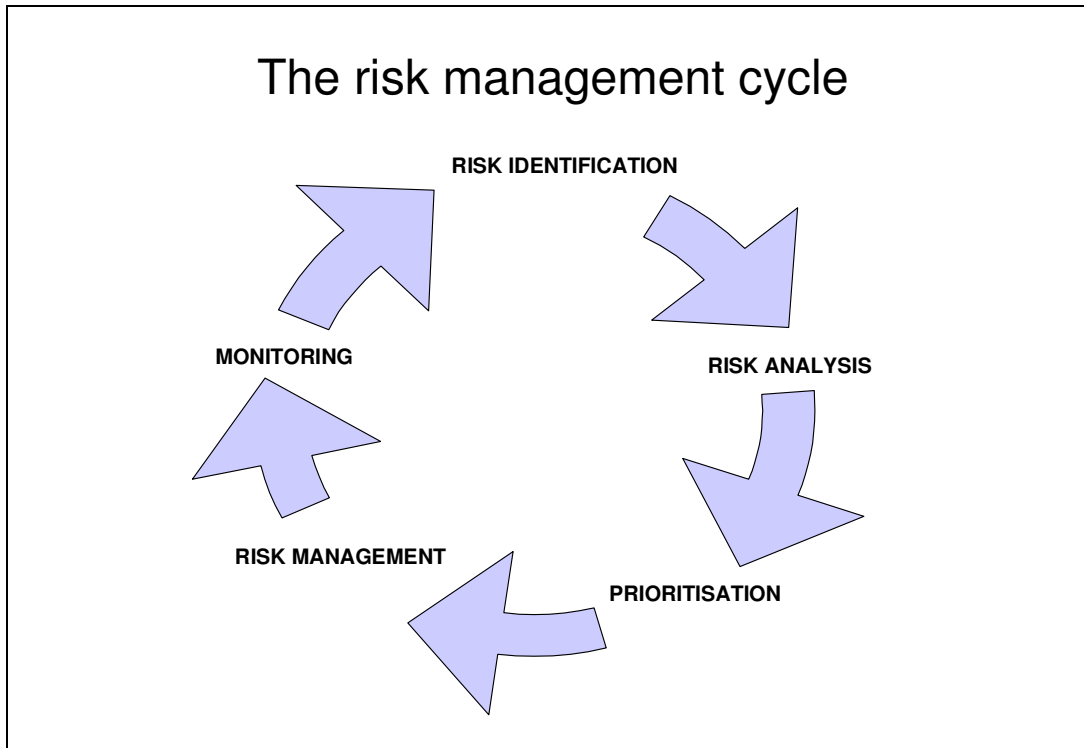 The risk management cycle
RISK IDENTIFICATION
RISK ANALYSIS
PRIORITISATION
RISK MANAGEMENT
MONITORING